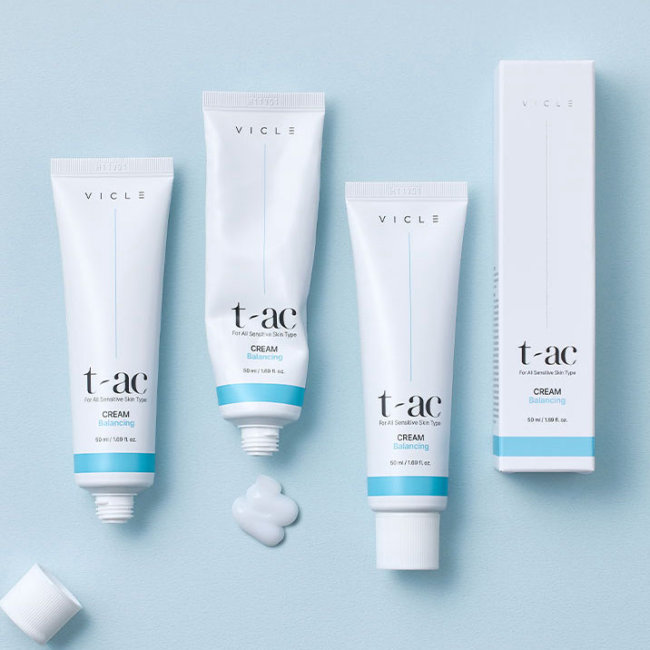 H11701
VICLE
t-ac
For All Sensitive Skin Type
CREAM
Balancing
50 ml / 1.69 fl. oz.
VICLE
t-ac
For All Sensitive Skin Type
CREAM
Balancing
50 ml / 1.69 fl. oz.
VICLE
t-ac
For All Sensitive Skin Type
CREAM
Balancing
50 ml / 1.69 fl. oz.
VICLE
t-ac
For All Sensitive Skin Type
CREAM
Balancing
50 ml / 1.69 fl. oz.